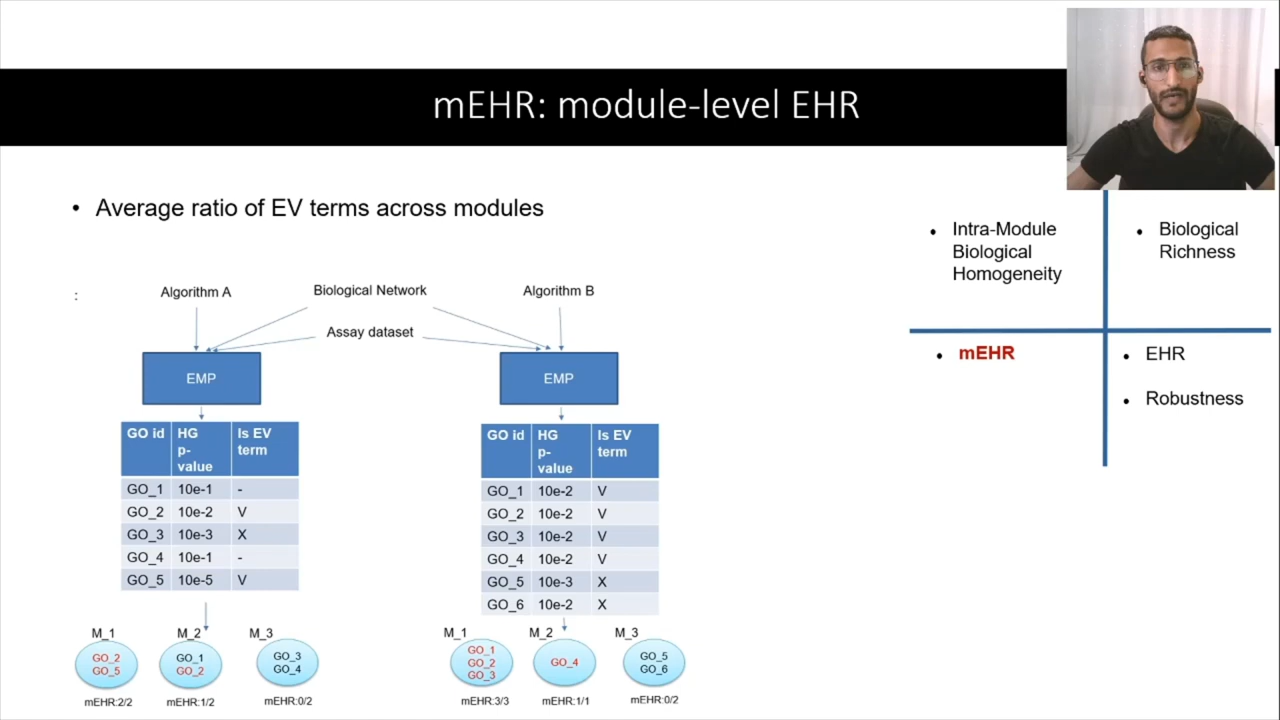 mEHR: module-level EHR
• Average ratio of EV terms across modules
:
Algorithm A
Biological Network
Algorithm B
Assay dataset
EMP
EMP
GO id HG p-value Is EV term
GO_1 10e-1 -
GO_2 10e-2 V
GO_3 10e-3 X
GO_4 10e-1 -
GO_5 10e-5 V
GO id HG p-value Is EV term
GO_1 10e-2 V
GO_2 10e-2 V
GO_3 10e-2 V
GO_4 10e-2 V
GO_5 10e-3 X
GO_6 10e-2 X
M_1
GO_2
GO_5
mEHR:2/2
M_2
GO_1
GO_2
mEHR:1/2
M_3
GO_3
GO_4
mEHR:0/2
M_1
GO_1
GO_2
GO_3
mEHR:3/3
M_2
GO_4
mEHR:1/1
M_3
GO_5
GO_6
mEHR:0/2
• Intra-Module
Biological
Homogeneity
• Biological
Richness
• mEHR
• EHR
• Robustness